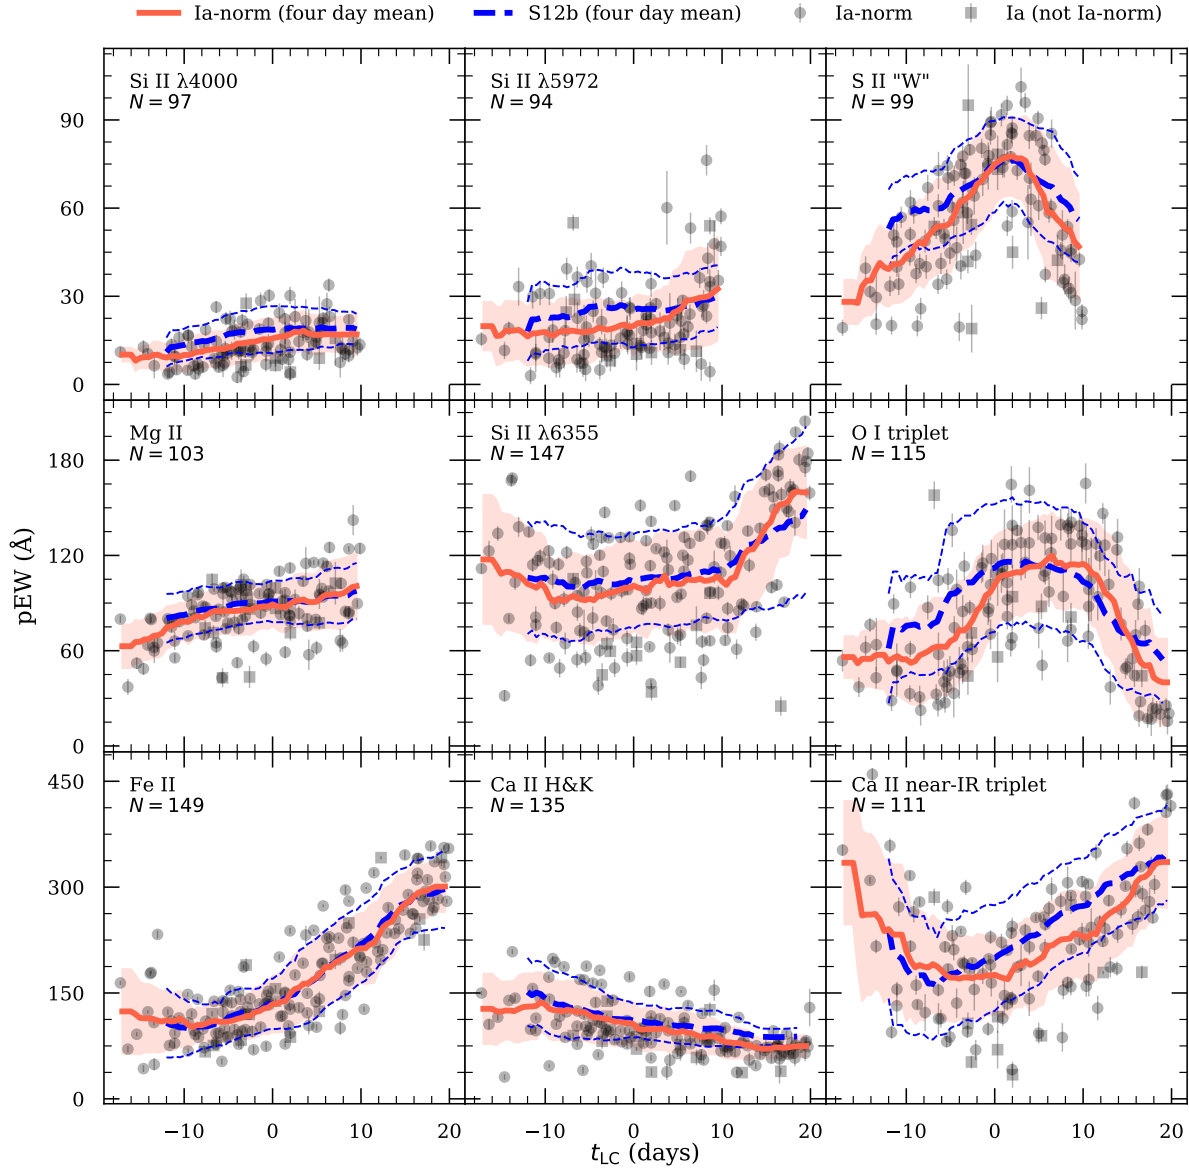 Ia-norm (four day mean) S12b (four day mean) Ia-norm Ia (not Ia-norm)
Si II λ4000 Si II λ5972 S II "W"
N = 97 N = 94 N = 99
90
60
30
0
Mg II Si II λ6355 O I triplet
N = 103 N = 147 N = 115
180
120
60
0
pEW (Å)
Fe II Ca II H&K Ca II near-IR triplet
N = 149 N = 135 N = 111
450
300
150
0
−10 0 10 20 −10 0 10 20 −10 0 10 20
tLC (days)